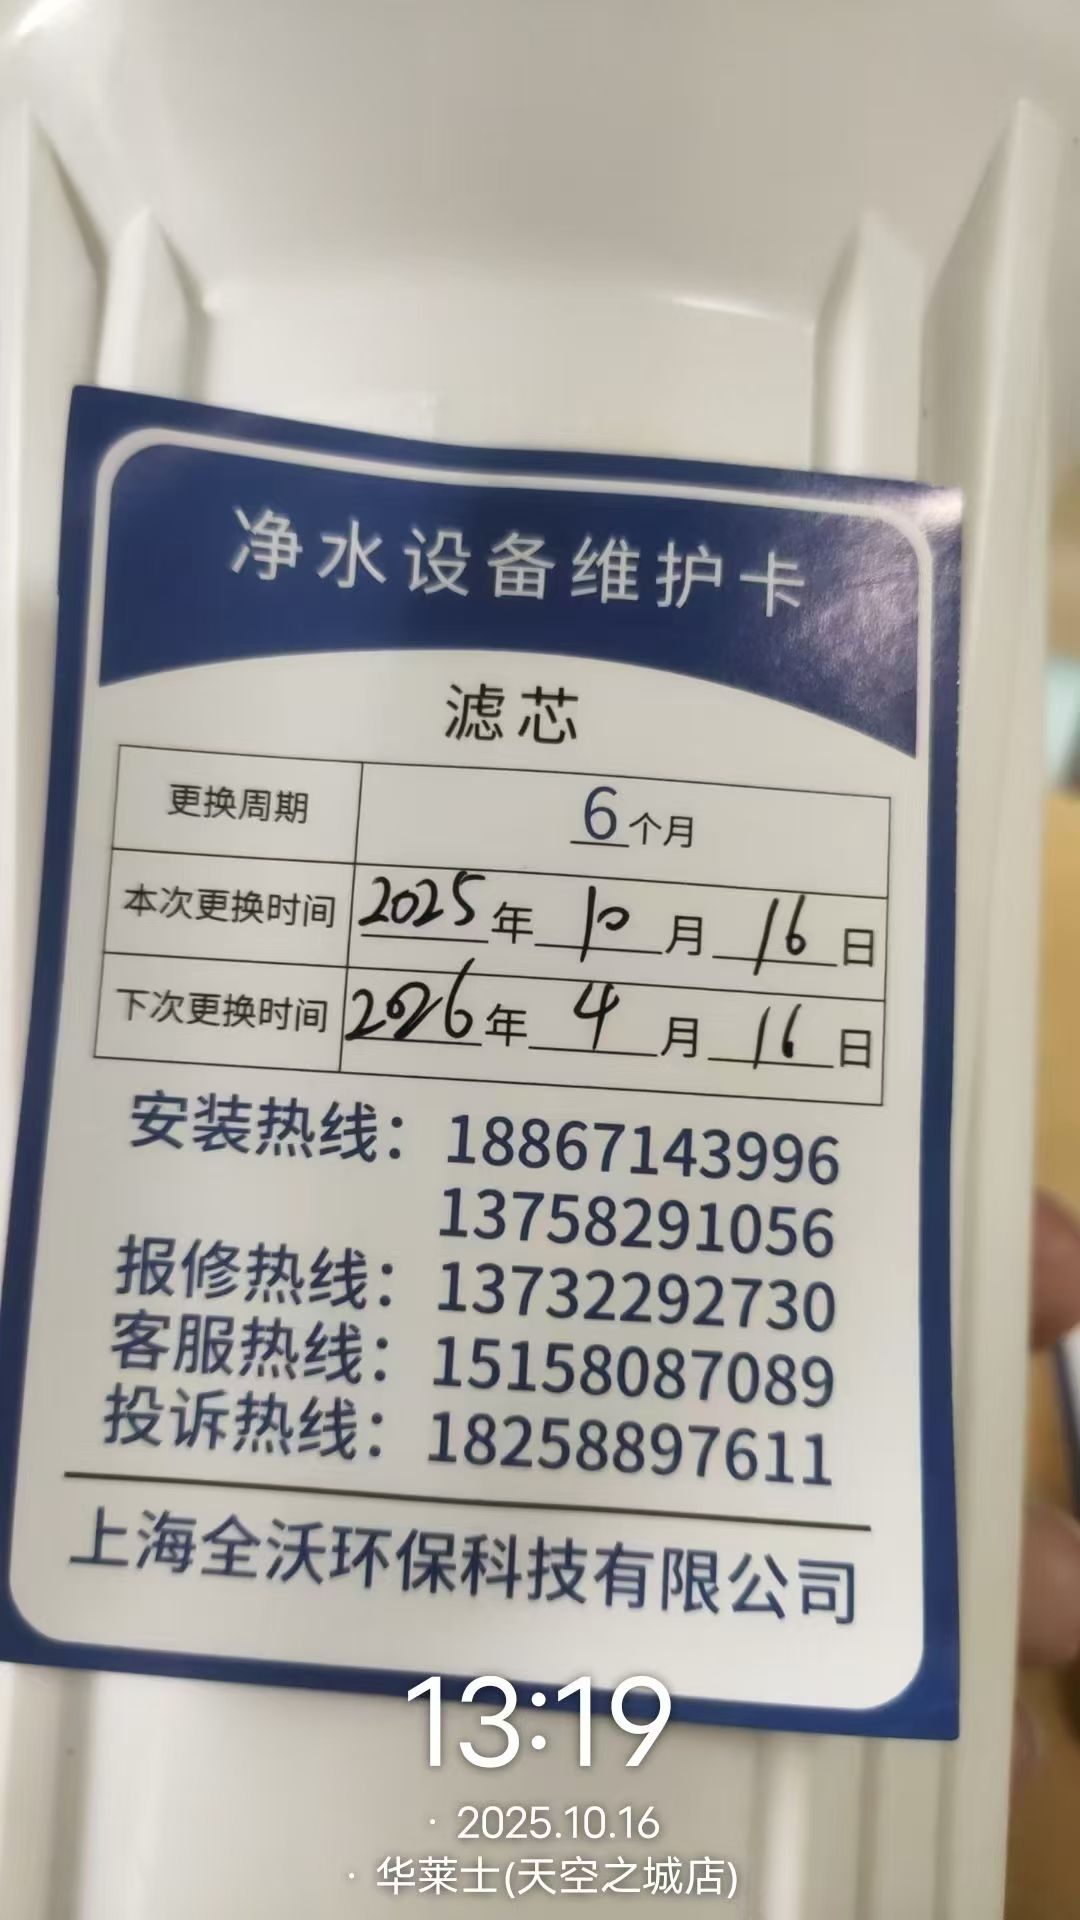 净水设备维护卡
滤芯
更换周期 6个月
本次更换时间 2025年10月16日
下次更换时间 2026年4月16日
安装热线：18867143996
13758291056
报修热线：13732292730
客服热线：15158087089
投诉热线：18258897611
上海全沃环保科技有限公司
13:19
· 2025.10.16
· 华莱士(天空之城店)